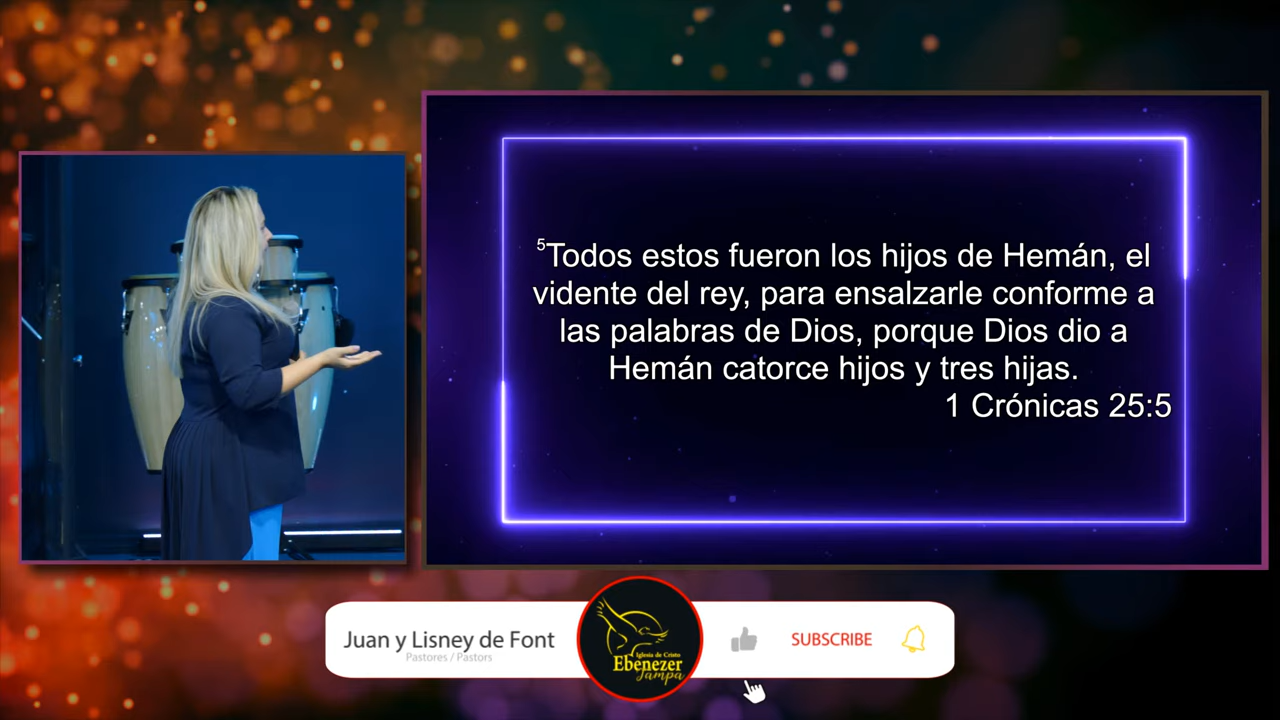 ⁵Todos estos fueron los hijos de Hemán, el
vidente del rey, para ensalzarle conforme a
las palabras de Dios, porque Dios dio a
Hemán catorce hijos y tres hijas.
1 Crónicas 25:5
Juan y Lisney de Font
Pastores / Pastors
Iglesia de Cristo
Ebenezer
Tampa
SUBSCRIBE